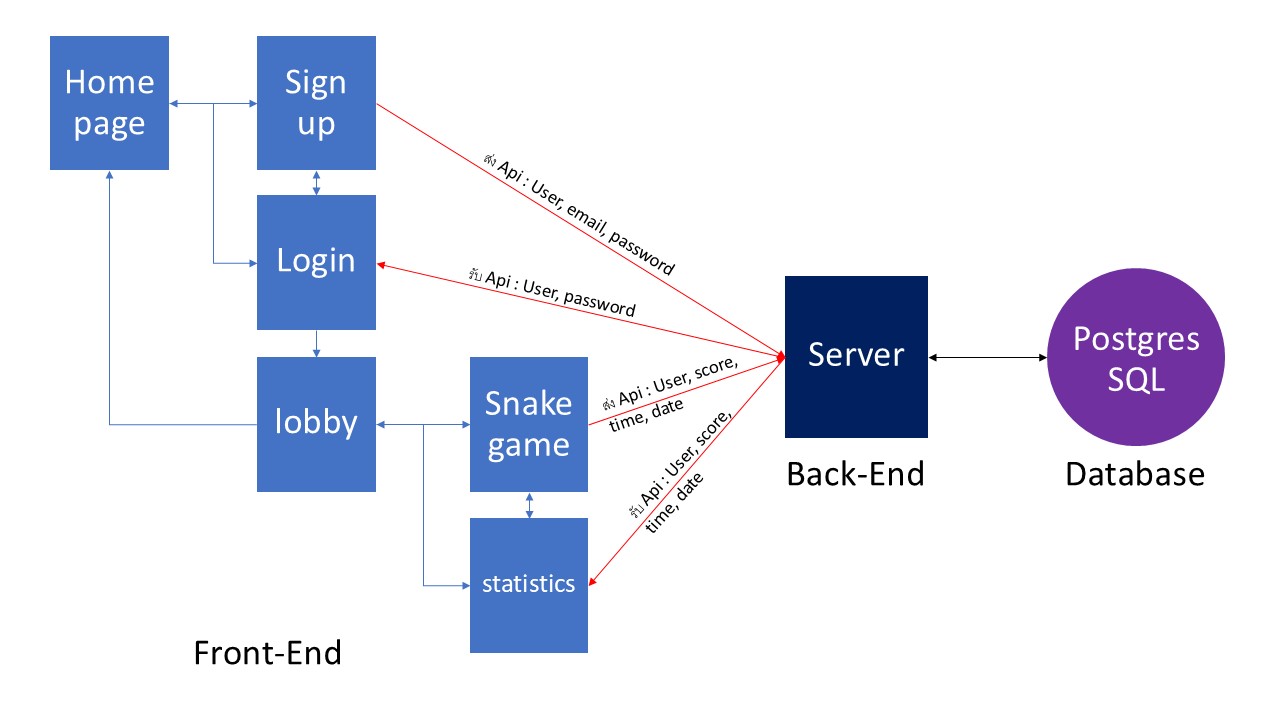 Home
page
Sign
up
Login
lobby
Snake
game
statistics
ส่ง Api : User, email, password
รับ Api : User, password
ส่ง Api : User, score,
time, date
รับ Api : User, score,
time, date
Server
Postgres
SQL
Back-End
Database
Front-End